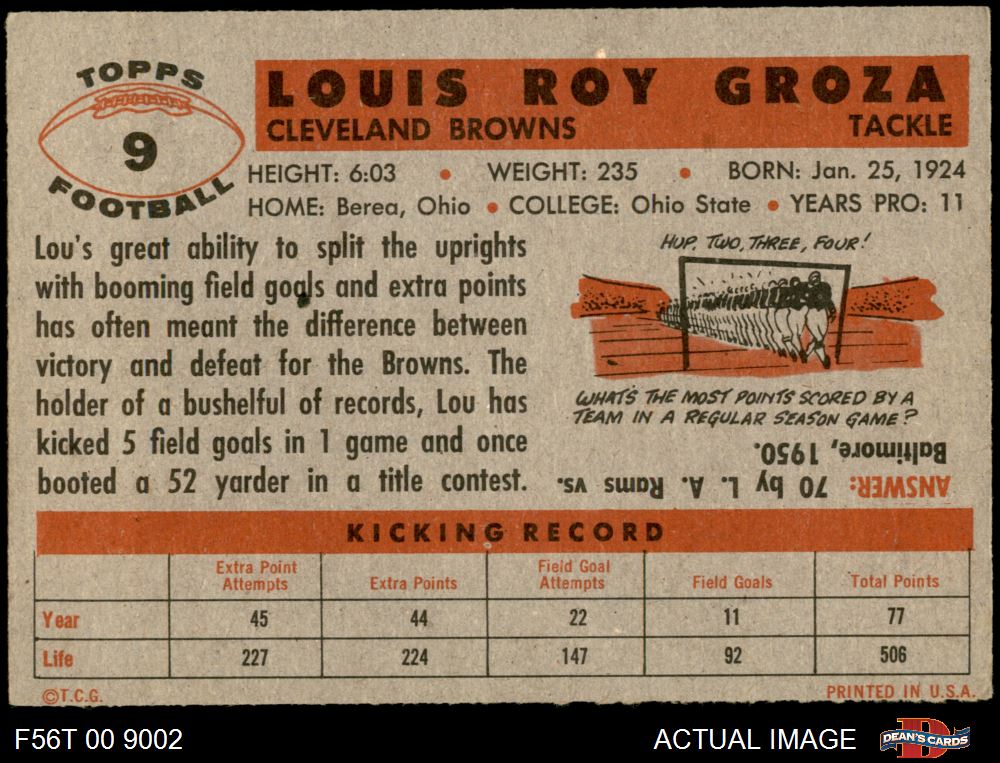 TOPPS
9
FOOTBALL
LOUIS ROY GROZA
CLEVELAND BROWNS TACKLE
HEIGHT: 6:03 • WEIGHT: 235 • BORN: Jan. 25, 1924
HOME: Berea, Ohio • COLLEGE: Ohio State • YEARS PRO: 11
Lou's great ability to split the uprights
with booming field goals and extra points
has often meant the difference between
victory and defeat for the Browns. The
holder of a bushelful of records, Lou has
kicked 5 field goals in 1 game and once
booted a 52 yarder in a title contest.
HUP, TWO, THREE, FOUR!
WHAT'S THE MOST POINTS SCORED BY A
TEAM IN A REGULAR SEASON GAME?
ANSWER: 70 by L. A. Rams vs.
Baltimore, 1950.
KICKING RECORD
Extra Point Attempts Extra Points Field Goal Attempts Field Goals Total Points
Year 45 44 22 11 77
Life 227 224 147 92 506
©T.C.G. PRINTED IN U.S.A.
F56T 00 9002 ACTUAL IMAGE D DEAN'S CARDS